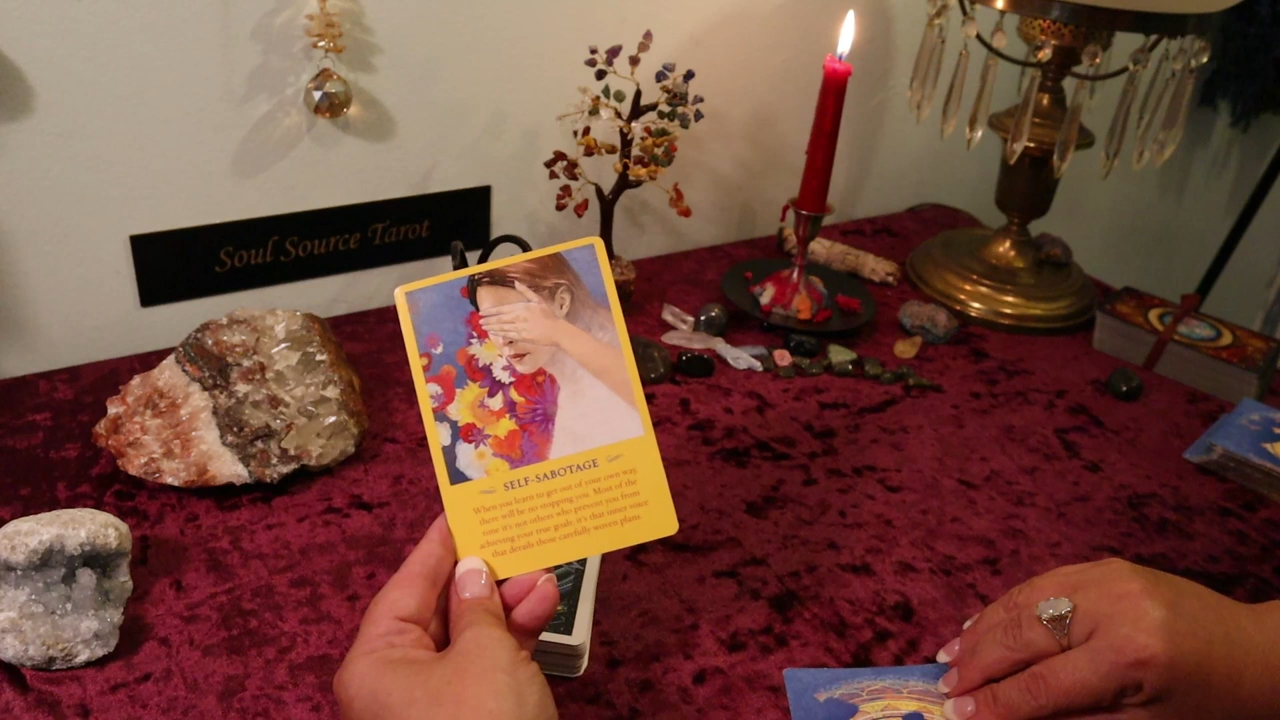 Soul Source Tarot
SELF-SABOTAGE
When you learn to get out of your own way,
there will be no stopping you. Most of the
time it's not others who prevent you from
achieving your true goals, it's that inner voice
that derails those carefully woven plans.